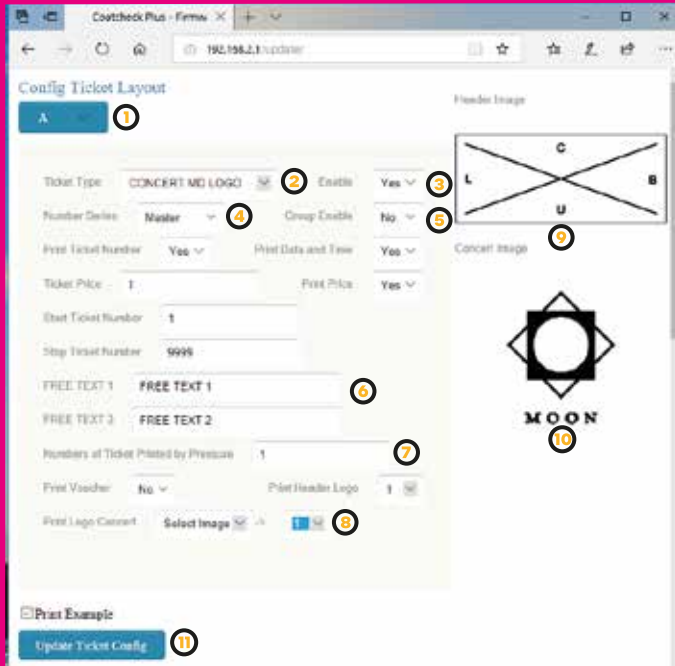 Coatcheck Plus - Firmw
192.168.2.1/updater
Config Ticket Layout
A 1
Header Image
Ticket Type CONCERT MD LOGO 2 Enable Yes 3
C
L B
U
Number Series Master 4 Group Enable No 5
9
Print Ticket Number Yes Print Data and Time Yes
Concert Image
Ticket Price 1 Print Price Yes
Start Ticket Number 1
Stop Ticket Number 9999
FREE TEXT 1 FREE TEXT 1 6
FREE TEXT 2 FREE TEXT 2
MOON
10
Numbers of Ticket Printed by Pressure 1 7
Print Voucher No Print Header Logo 1
Print Logo Concert Select Image -> 1 8
Print Example
Update Ticket Config 11